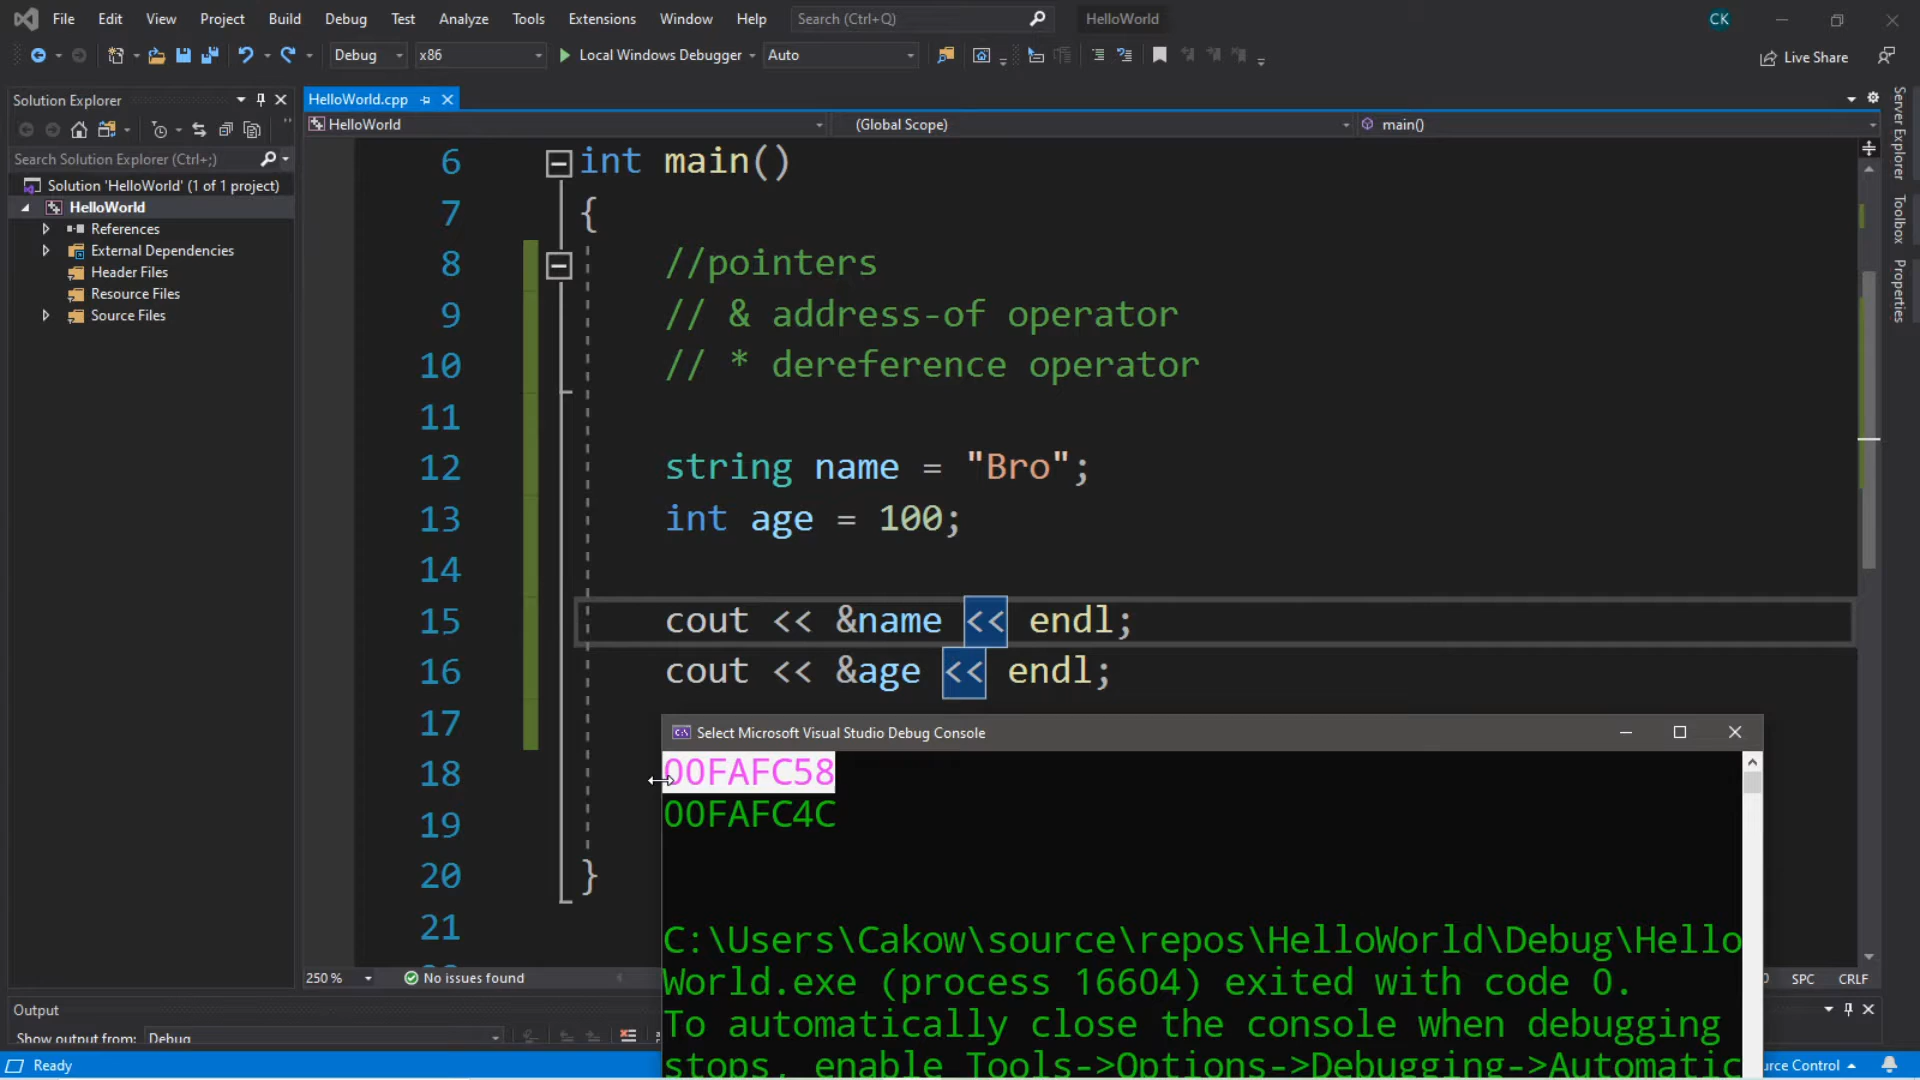 File Edit View Project Build Debug Test Analyze Tools Extensions Window Help Search (Ctrl+Q) HelloWorld CK
Debug x86 Local Windows Debugger Auto Live Share
Solution Explorer
Search Solution Explorer (Ctrl+;)
Solution 'HelloWorld' (1 of 1 project)
HelloWorld
References
External Dependencies
Header Files
Resource Files
Source Files
HelloWorld.cpp
HelloWorld (Global Scope) main()
6 int main()
7 {
8 //pointers
9 // & address-of operator
10 // * dereference operator
11
12 string name = "Bro";
13 int age = 100;
14
15 cout << &name << endl;
16 cout << &age << endl;
17
18
19
20 }
21
Select Microsoft Visual Studio Debug Console
00FAFC58
00FAFC4C
C:\Users\Cakow\source\repos\HelloWorld\Debug\Hello
World.exe (process 16604) exited with code 0.
To automatically close the console when debugging
stops, enable Tools->Options->Debugging->Automatic
250 % No issues found SPC CRLF
Output
Show output from: Debug
Ready
Control
Server Explorer
Toolbox
Properties